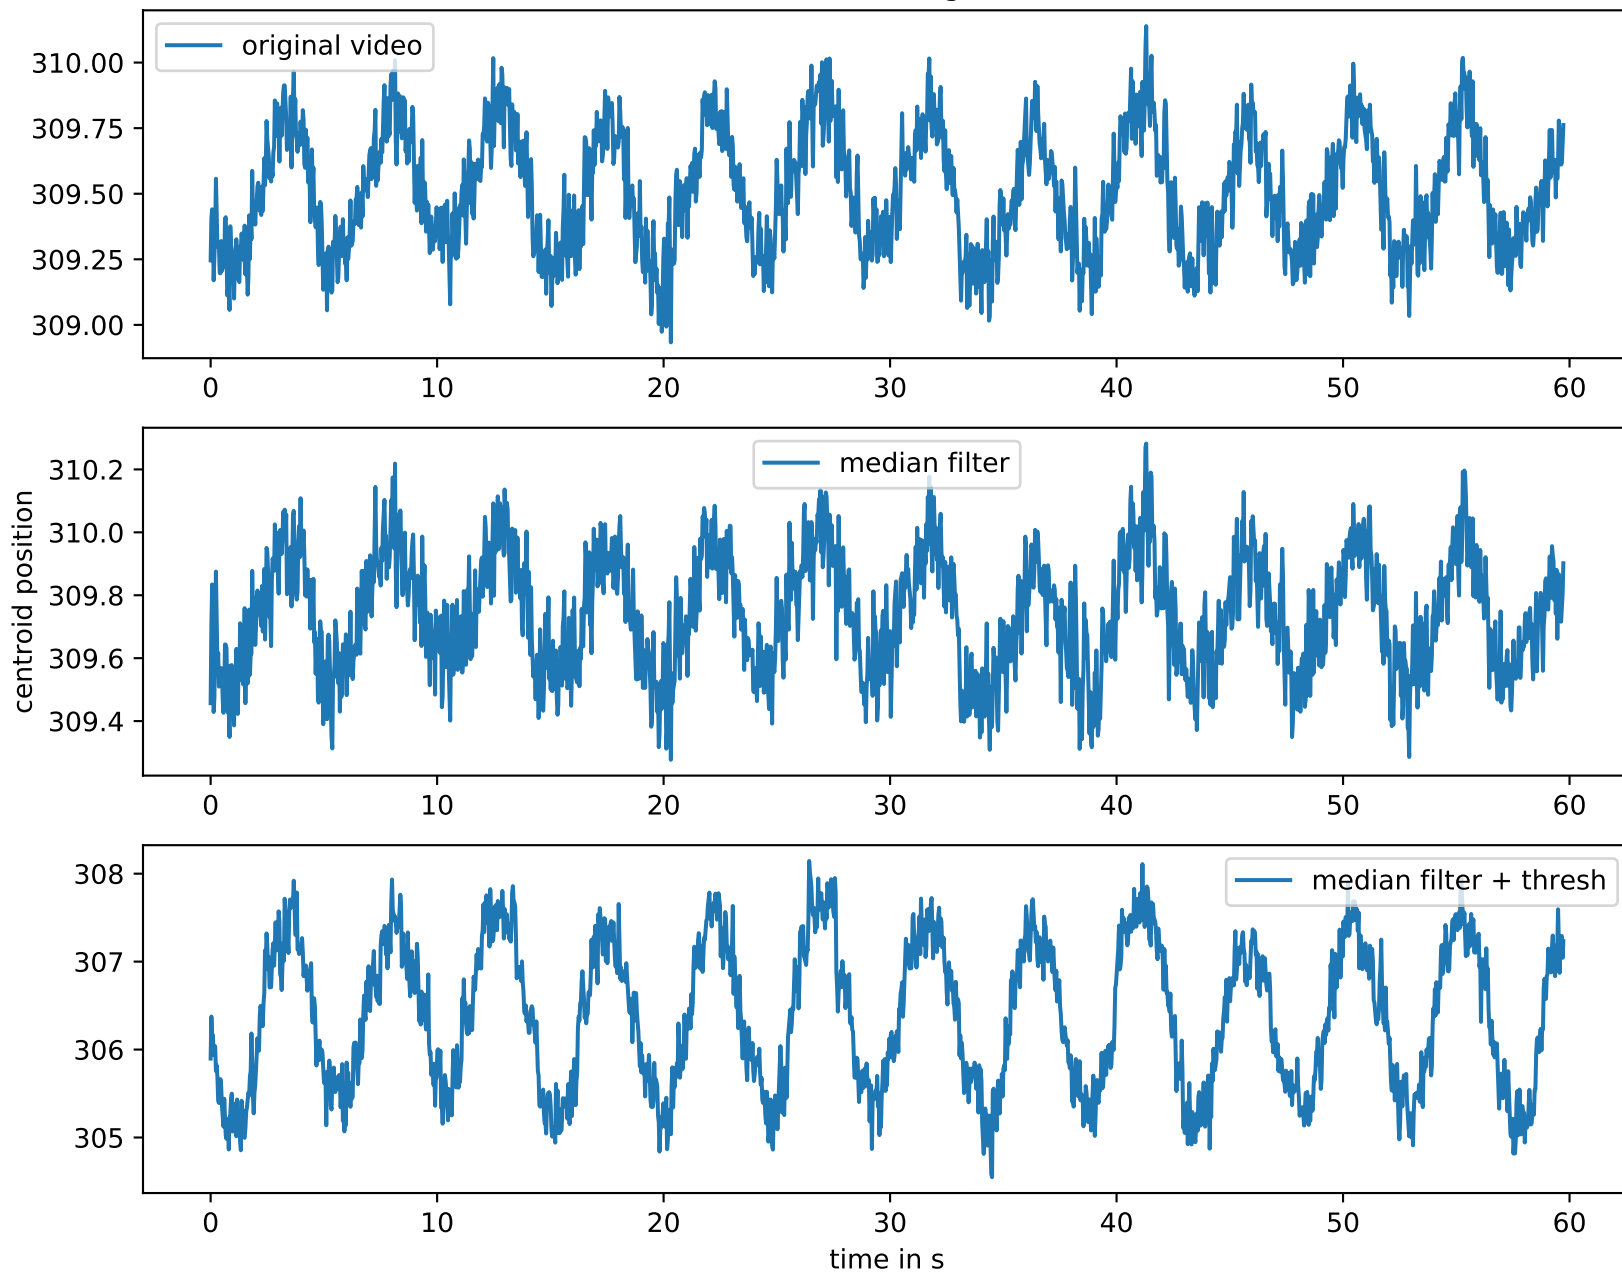 original video
310.00
309.75
309.50
309.25
309.00
0 10 20 30 40 50 60
median filter
310.2
310.0
309.8
309.6
309.4
centroid position
0 10 20 30 40 50 60
median filter + thresh
308
307
306
305
0 10 20 30 40 50 60
time in s